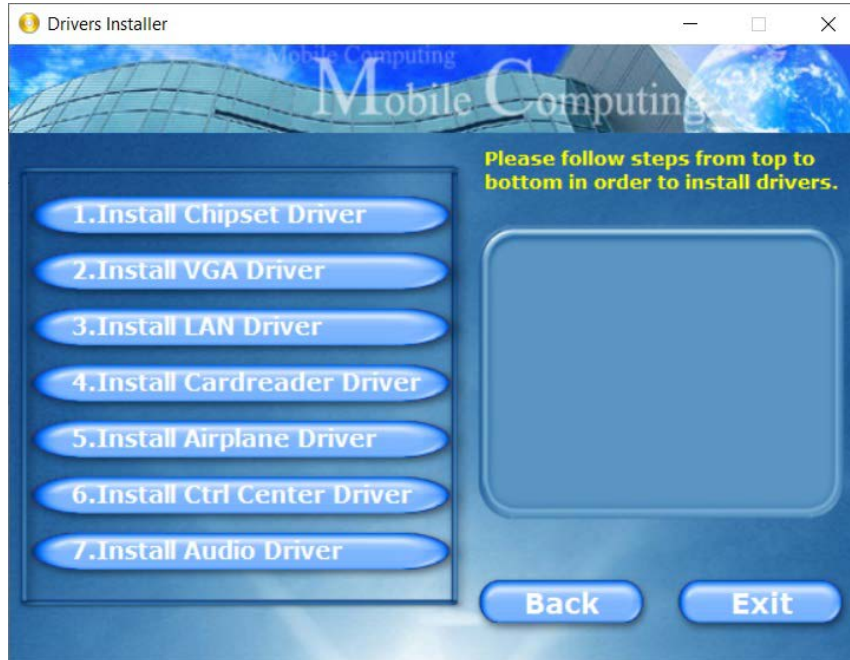 Drivers Installer
Mobile Computing
Mobile Computing
Please follow steps from top to
bottom in order to install drivers.
1.Install Chipset Driver
2.Install VGA Driver
3.Install LAN Driver
4.Install Cardreader Driver
5.Install Airplane Driver
6.Install Ctrl Center Driver
7.Install Audio Driver
Back
Exit